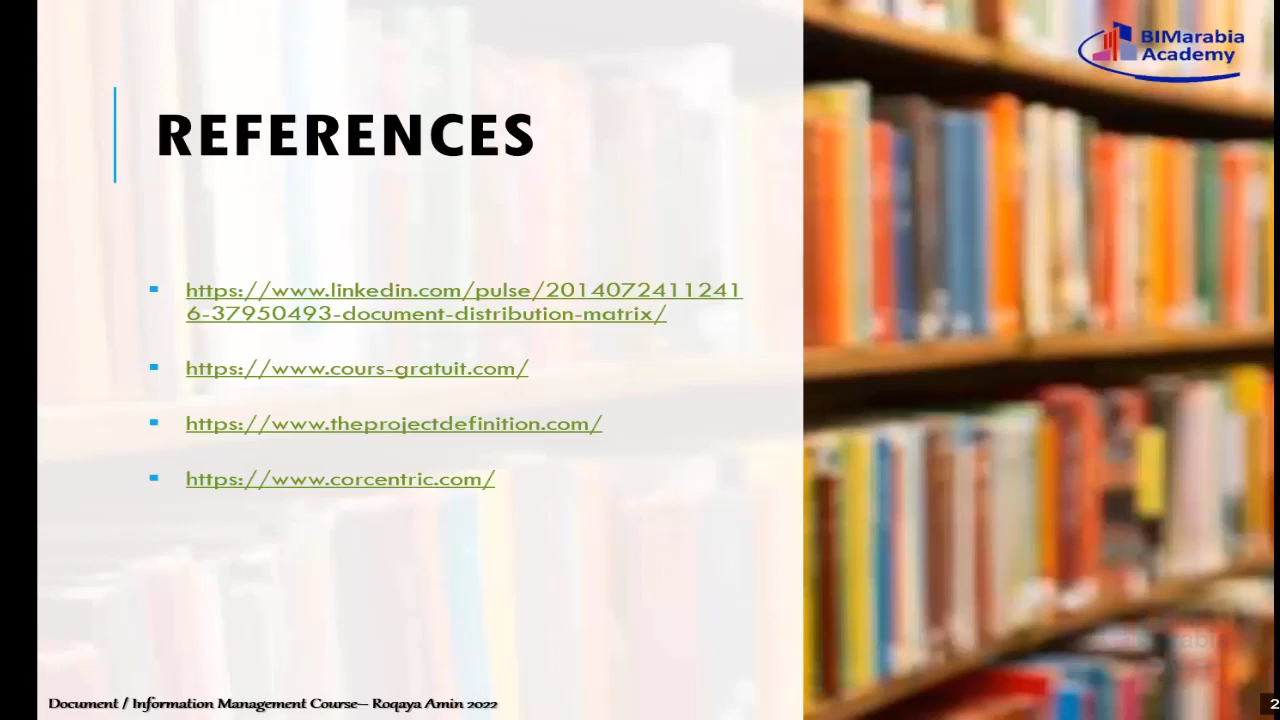 BIMarabia
Academy
REFERENCES
https://www.linkedin.com/pulse/2014072411241
6-37950493-document-distribution-matrix/
https://www.cours-gratuit.com/
https://www.theprojectdefinition.com/
https://www.corcentric.com/
Document / Information Management Course– Roqaya Amin 2022
2